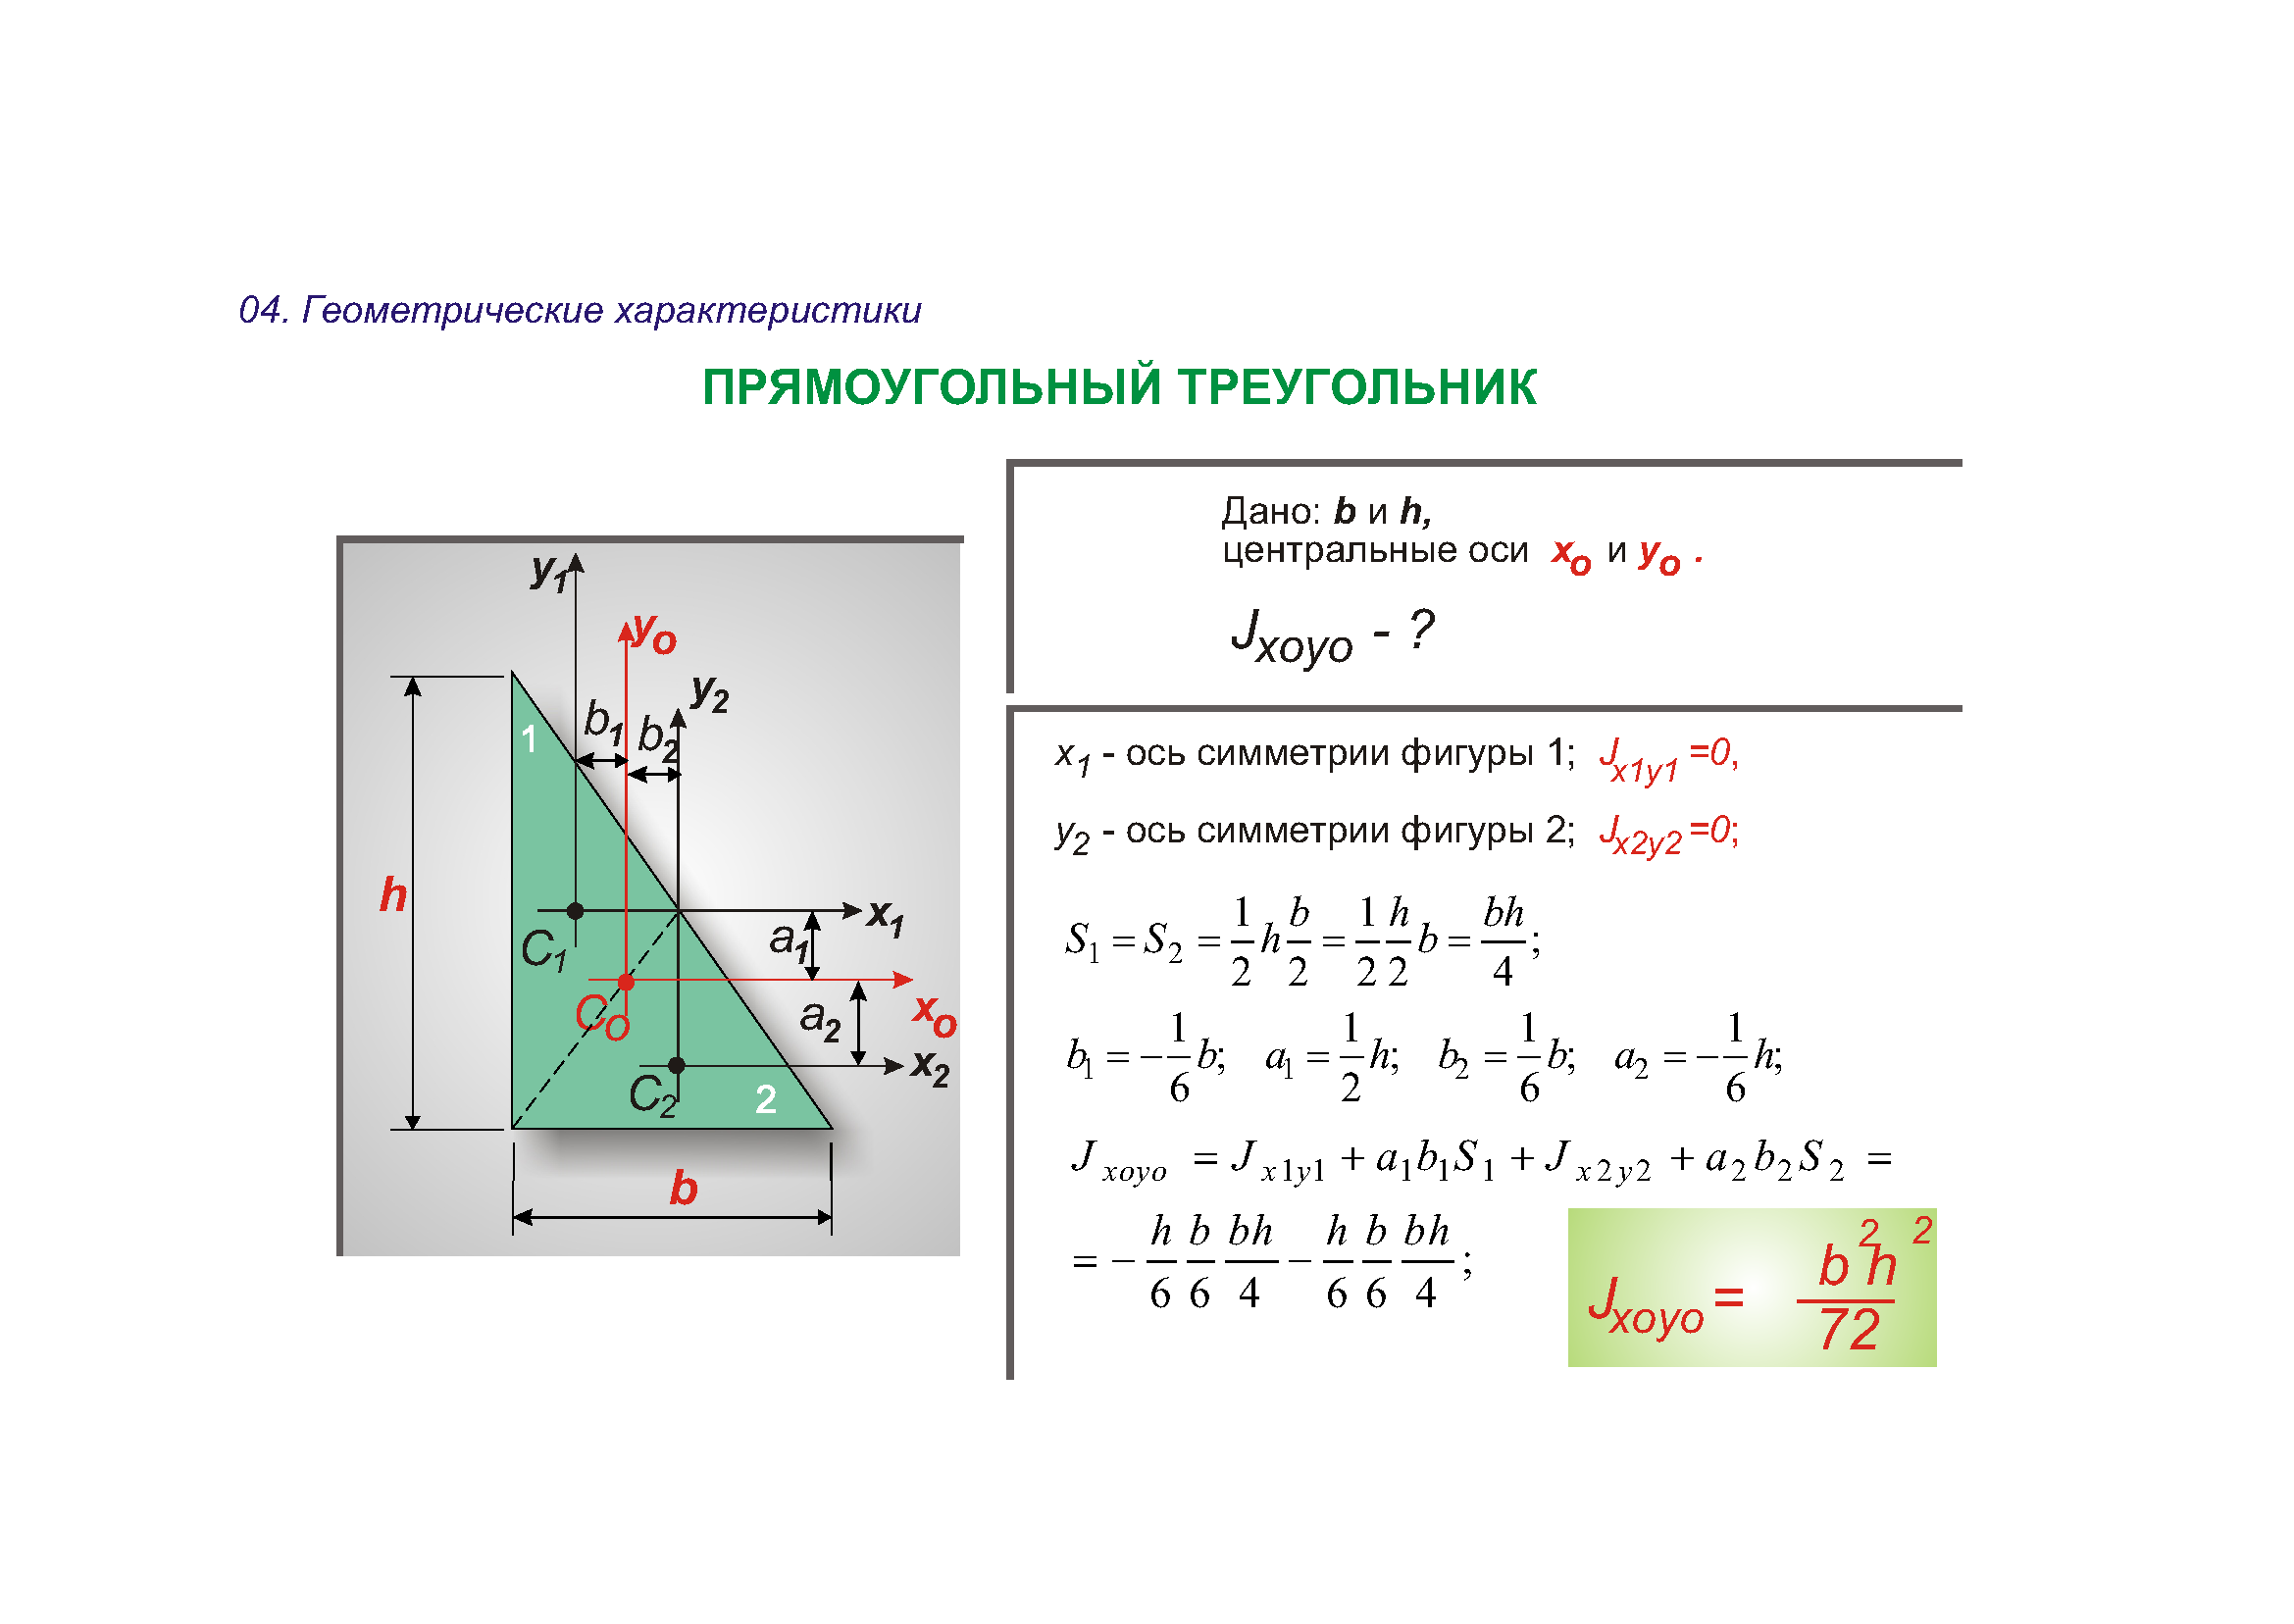 04. Геометрические характеристики
ПРЯМОУГОЛЬНЫЙ ТРЕУГОЛЬНИК
Дано: b и h,
центральные оси xo и yo .
Jxoyo - ?
y1
yo
y2
b1
b2
1
h
x1
C1
a1
Co
a2
xo
x2
C2
2
b
x1 - ось симметрии фигуры 1; Jx1y1 =0,
y2 - ось симметрии фигуры 2; Jx2y2 =0;
S1 = S2 = 1/2 h b/2 = 1/2 h/2 b = bh/4;
b1 = −1/6 b; a1 = 1/2 h; b2 = 1/6 b; a2 = −1/6 h;
Jxoyo = Jx1y1 + a1b1S1 + Jx2y2 + a2b2S2 =
= − h/6 b/6 bh/4 − h/6 b/6 bh/4;
Jxoyo = b²h²/72